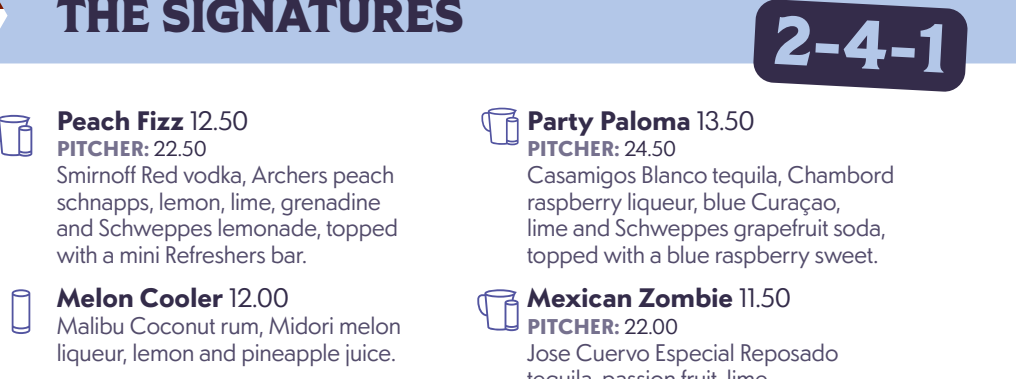 THE SIGNATURES
2-4-1
Peach Fizz 12.50
PITCHER: 22.50
Smirnoff Red vodka, Archers peach
schnapps, lemon, lime, grenadine
and Schweppes lemonade, topped
with a mini Refreshers bar.
Melon Cooler 12.00
Malibu Coconut rum, Midori melon
liqueur, lemon and pineapple juice.
Party Paloma 13.50
PITCHER: 24.50
Casamigos Blanco tequila, Chambord
raspberry liqueur, blue Curaçao,
lime and Schweppes grapefruit soda,
topped with a blue raspberry sweet.
Mexican Zombie 11.50
PITCHER: 22.00
Jose Cuervo Especial Reposado
tequila, passion fruit, lime